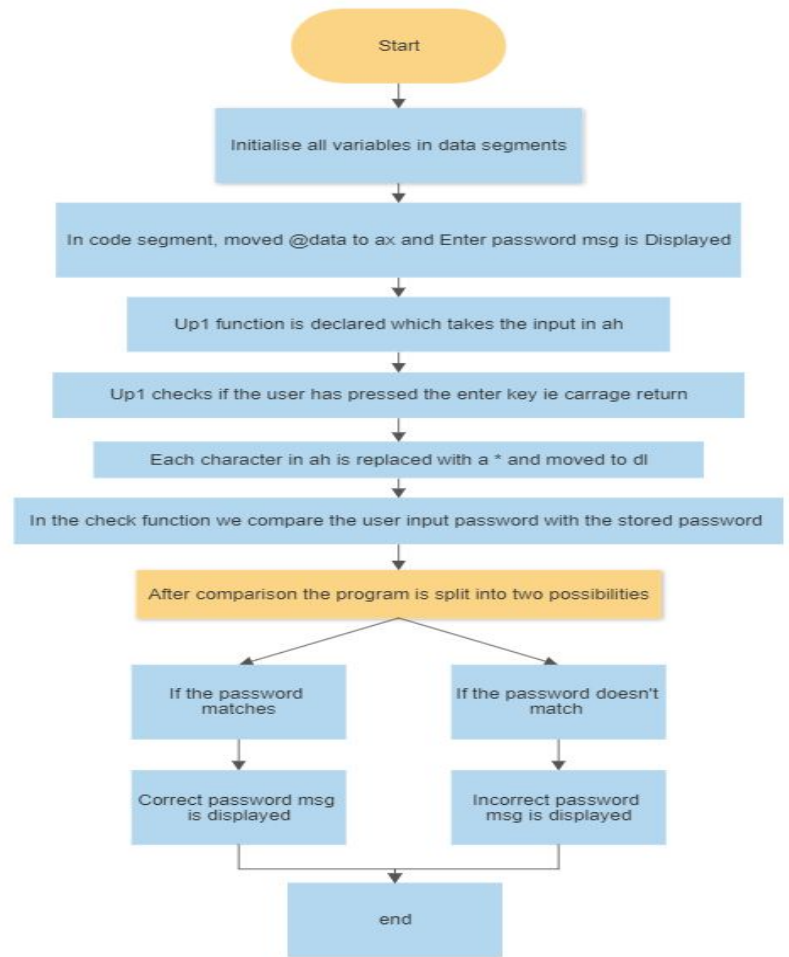 Start
Initialise all variables in data segments
In code segment, moved @data to ax and Enter password msg is Displayed
Up1 function is declared which takes the input in ah
Up1 checks if the user has pressed the enter key ie carrage return
Each character in ah is replaced with a * and moved to dl
In the check function we compare the user input password with the stored password
After comparison the program is split into two possibilities
If the password
matches
If the password doesn't
match
Correct password msg
is displayed
Incorrect password
msg is displayed
end